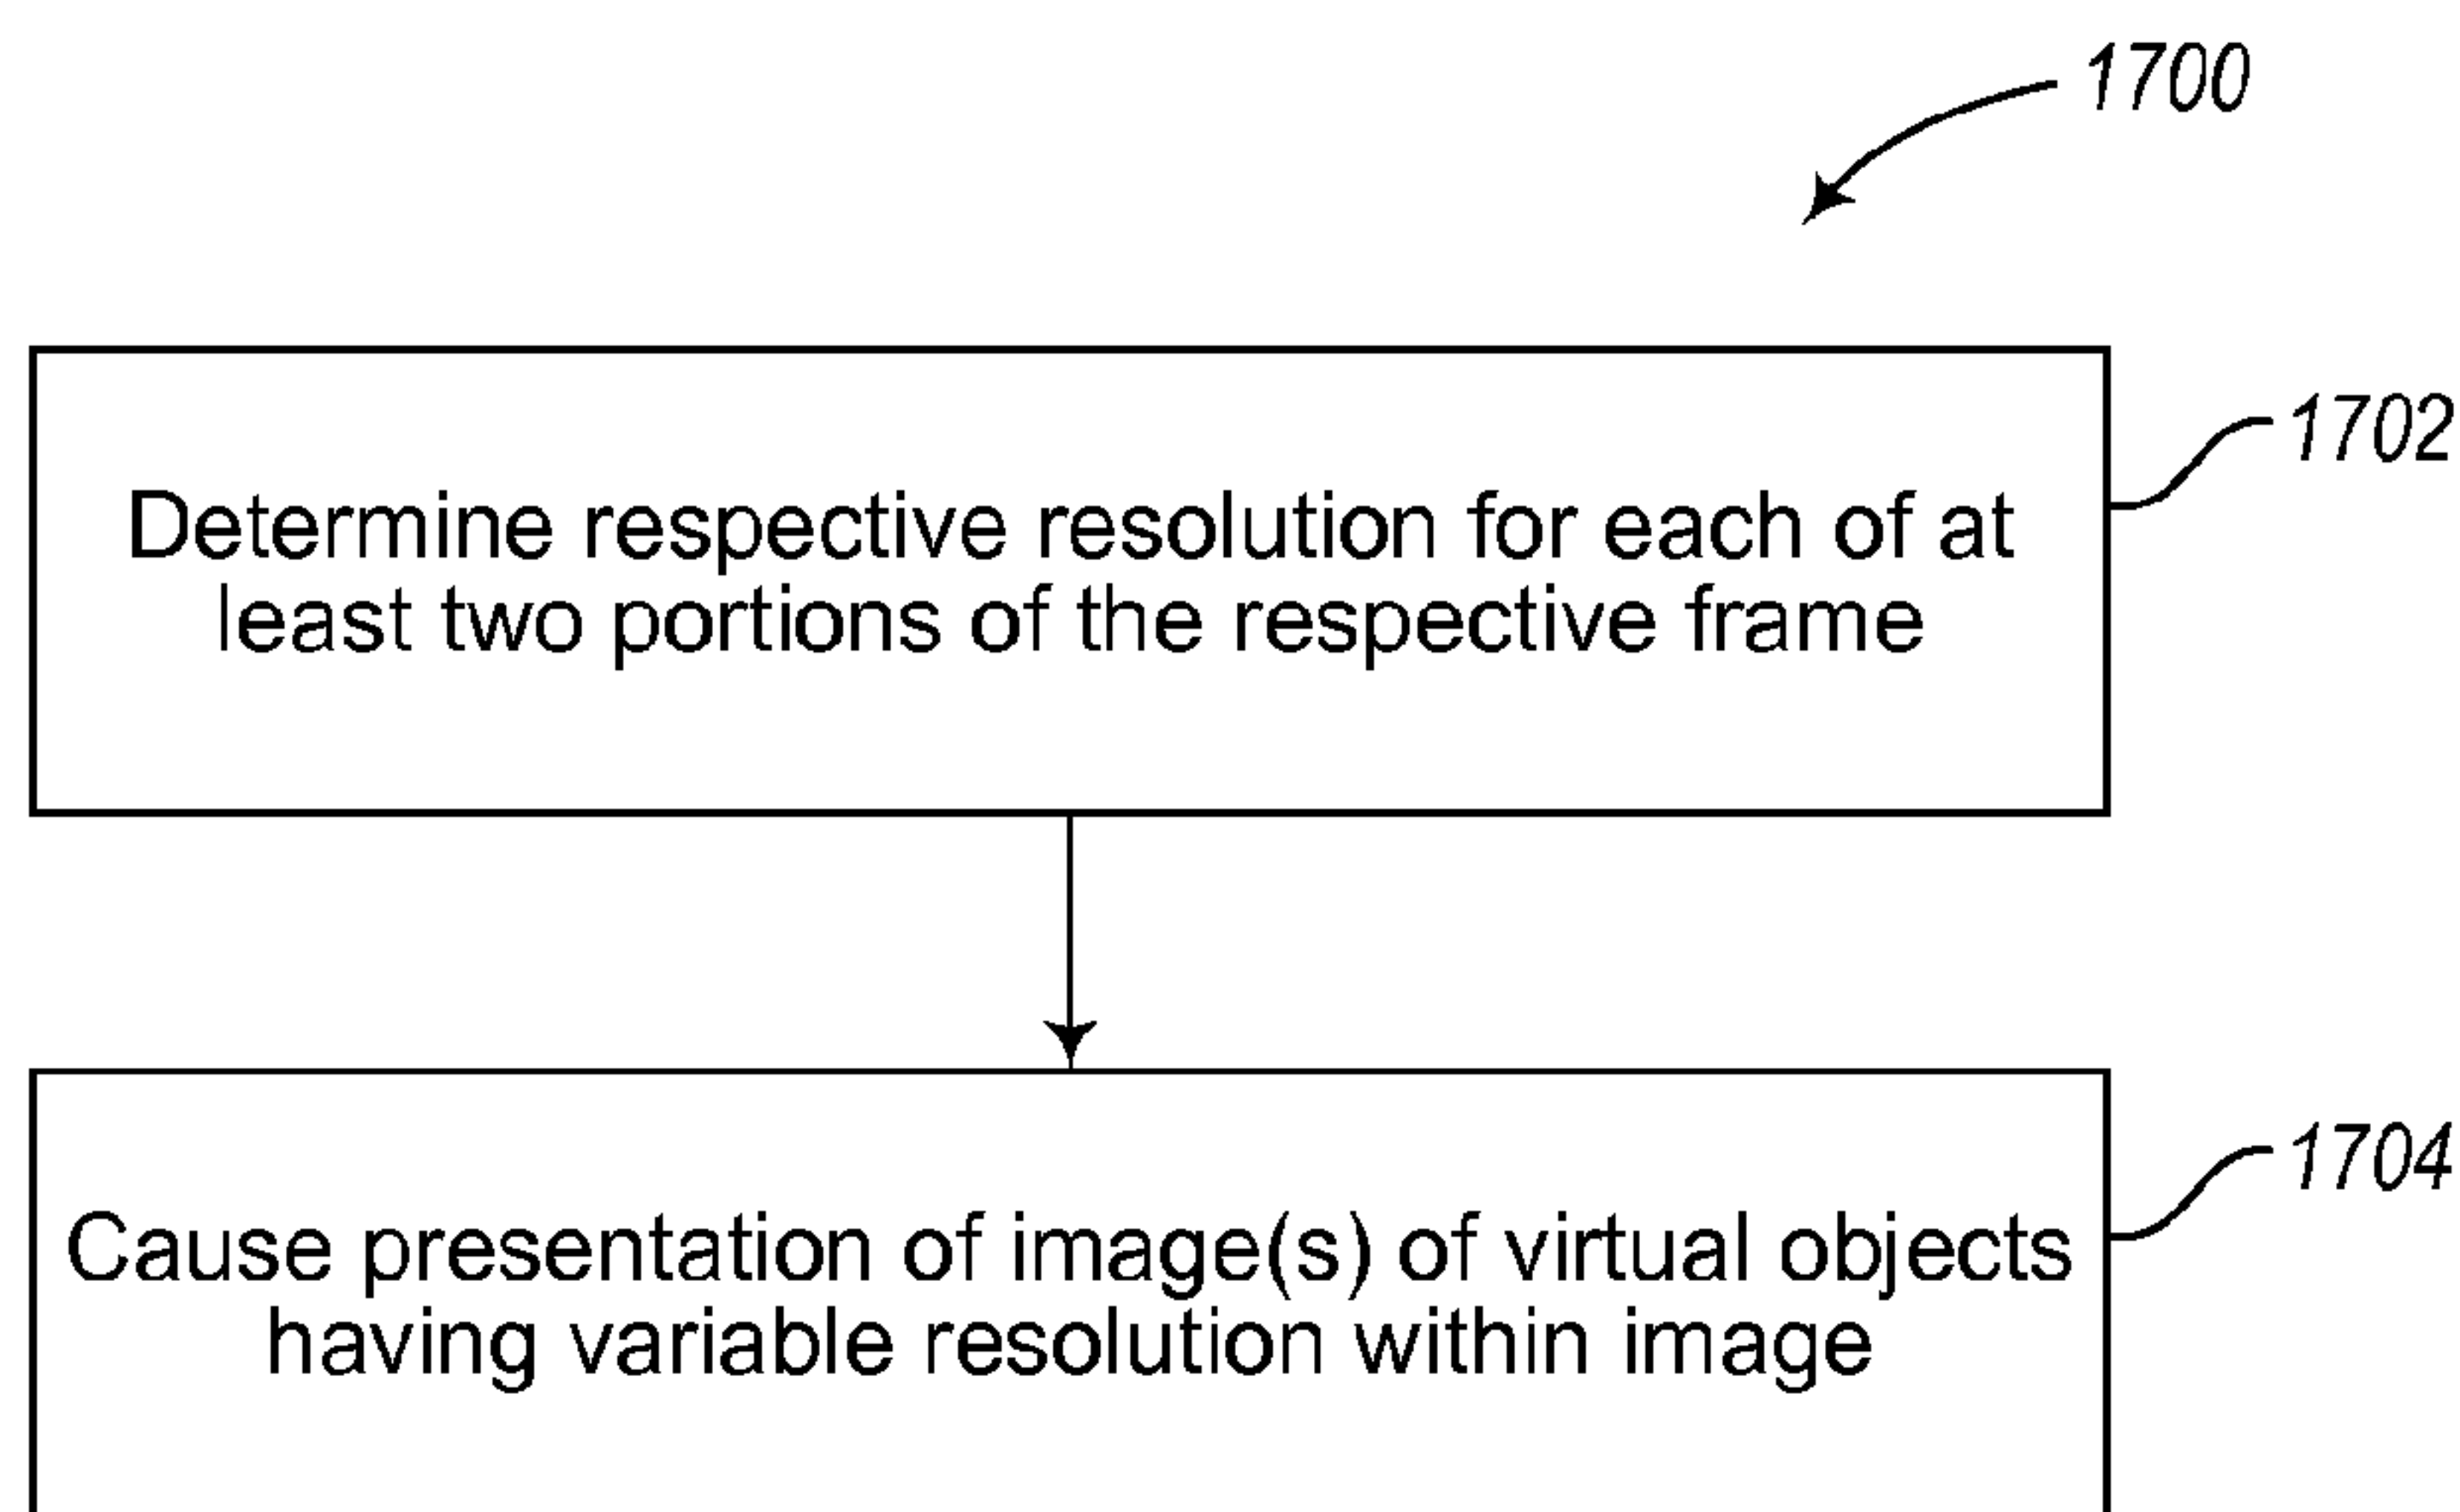 1700
1702
Determine respective resolution for each of at
least two portions of the respective frame
1704
Cause presentation of image(s) of virtual objects
having variable resolution within image